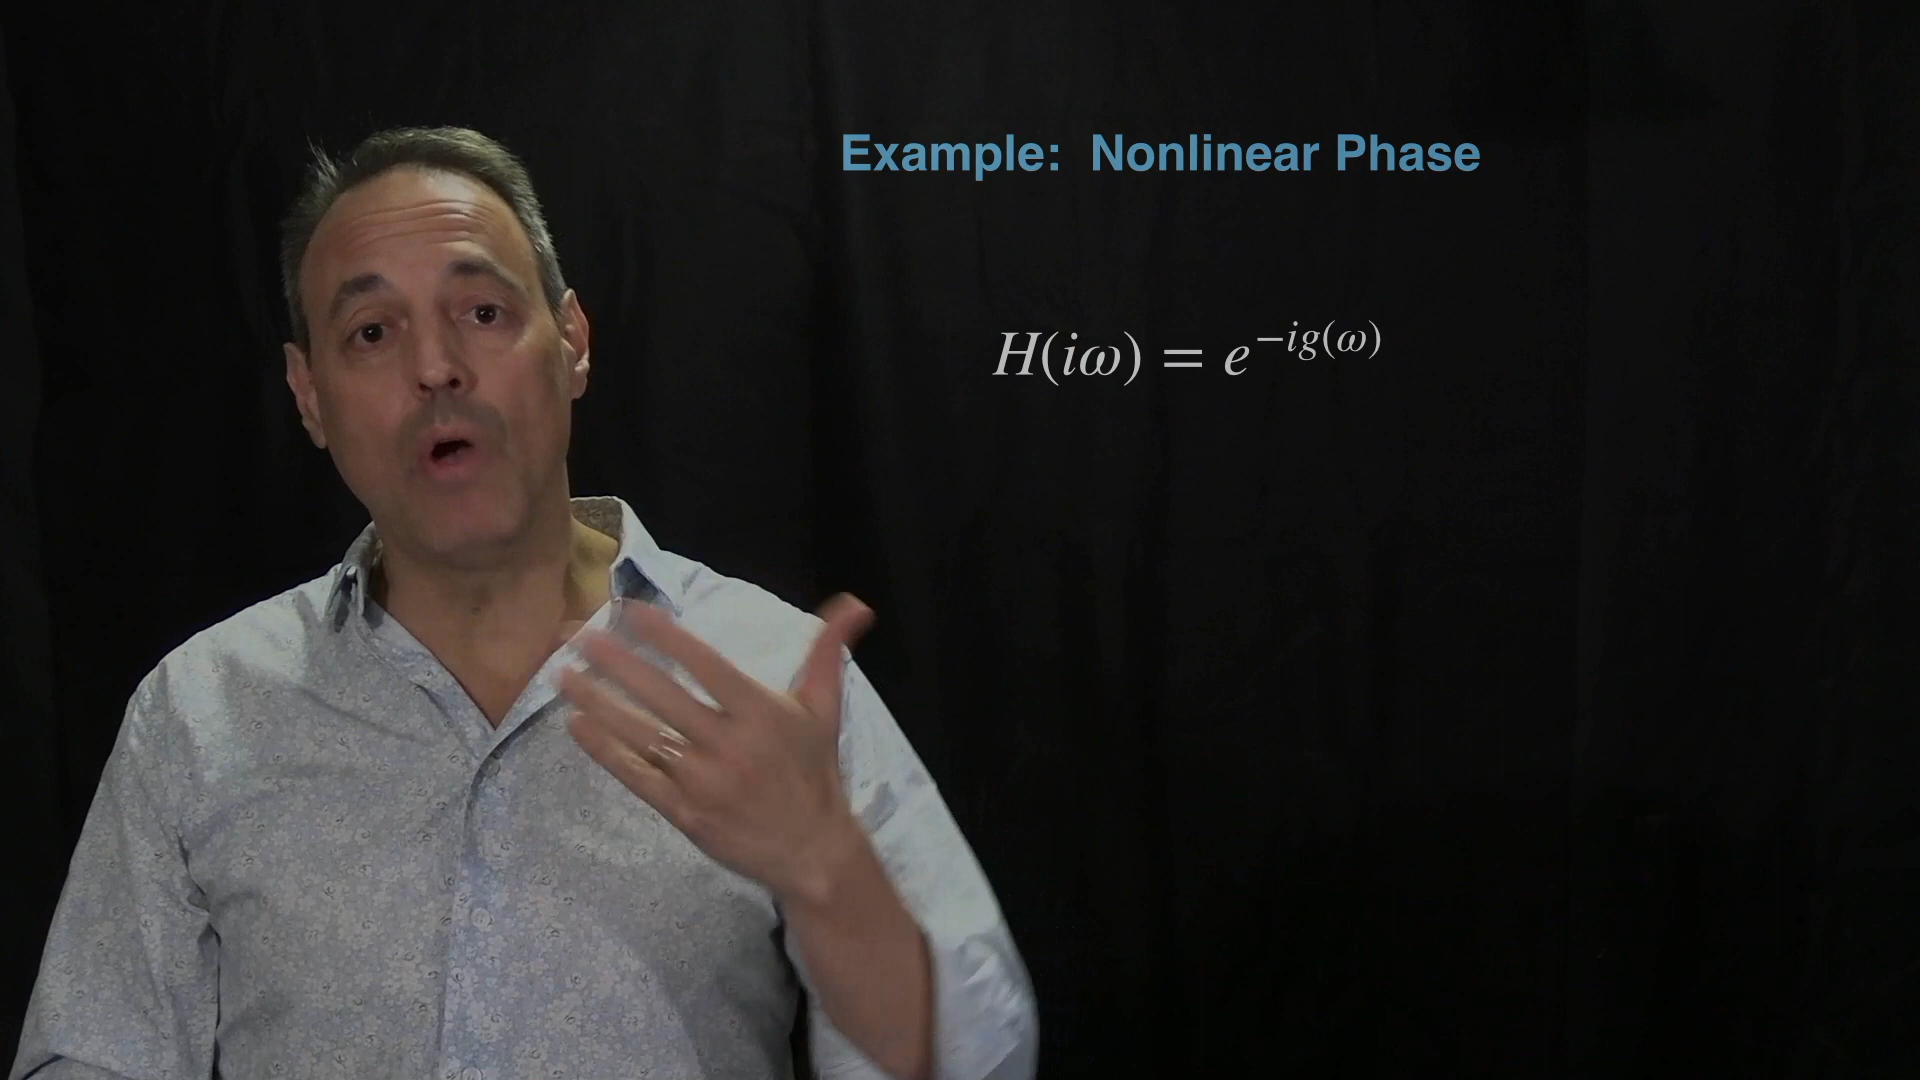 Example: Nonlinear Phase
H(iω) = e^{−ig(ω)}